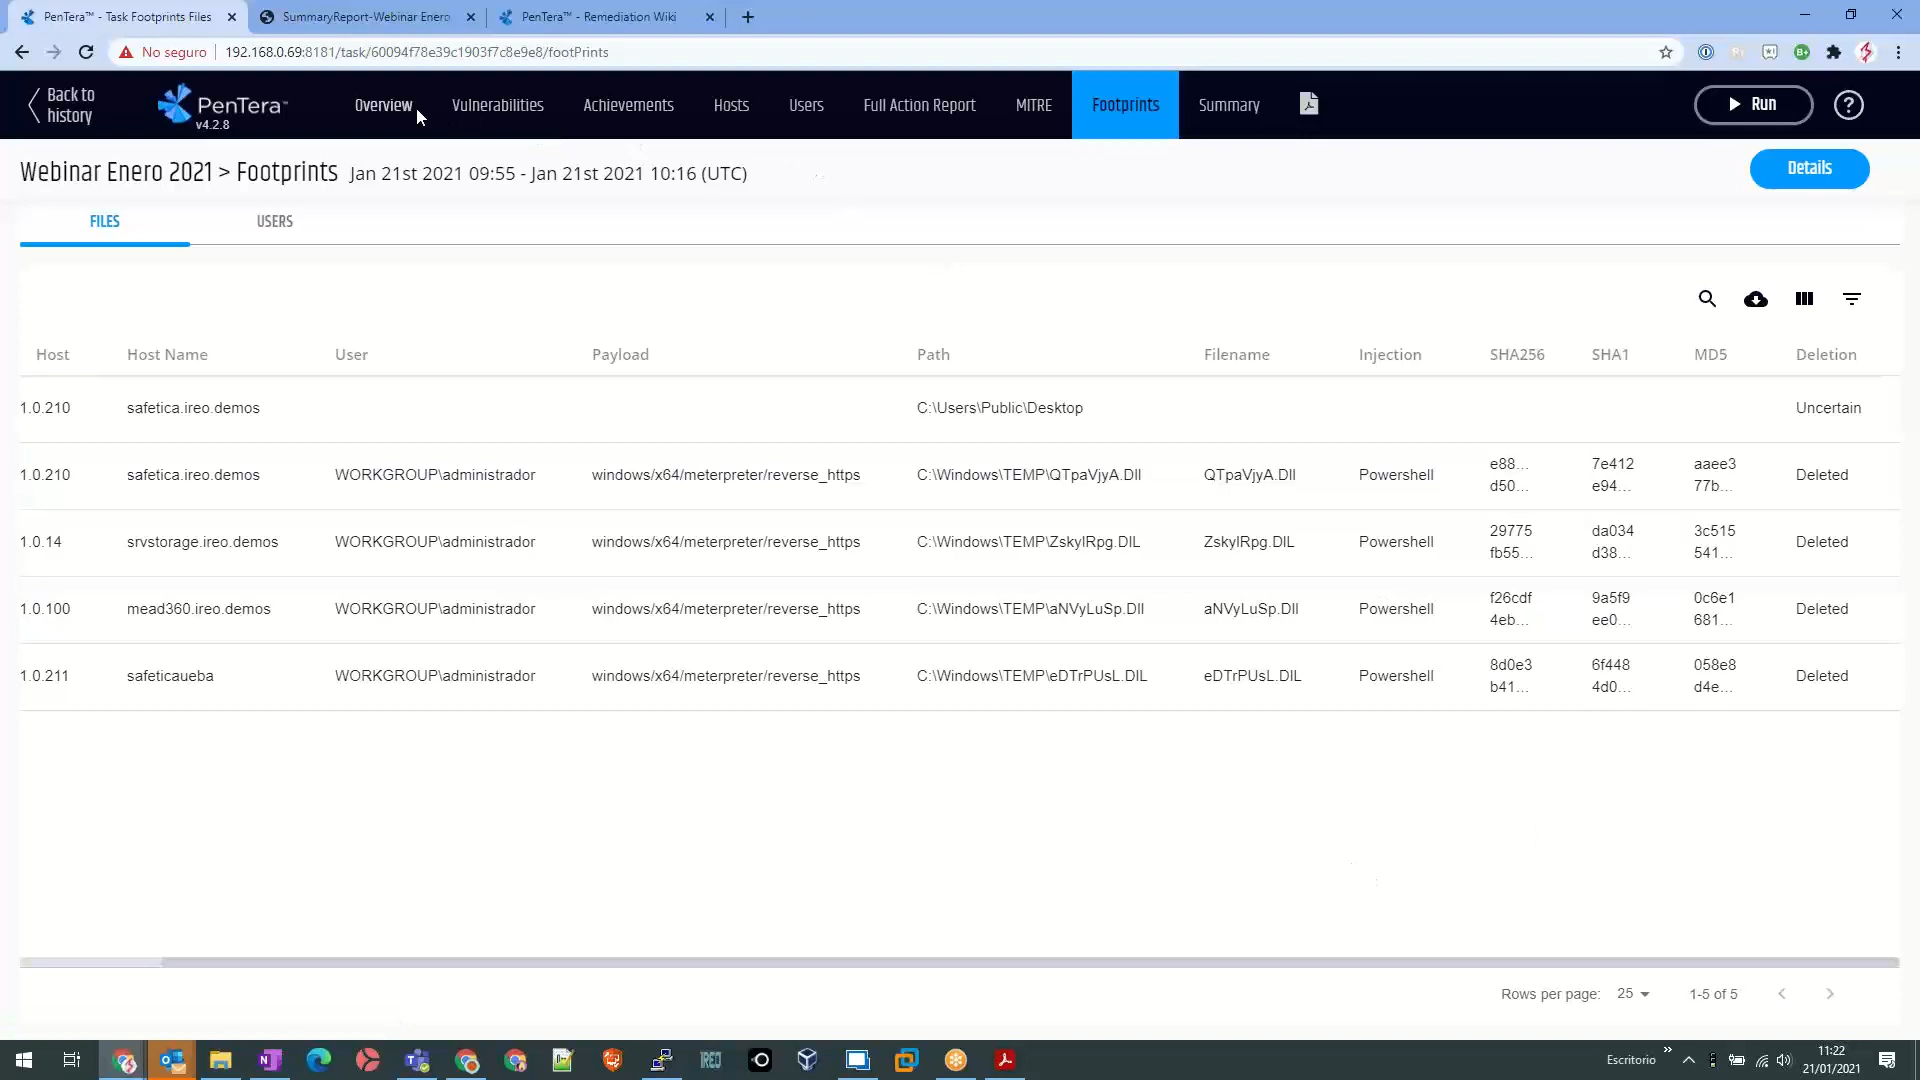 PenTera™ - Task Footprints Files
SummaryReport-Webinar Enero
PenTera™ - Remediation Wiki
No seguro
192.168.0.69:8181/task/60094f78e39c1903f7c8e9e8/footPrints
Back to
history
PenTera™
v4.2.8
Overview
Vulnerabilities
Achievements
Hosts
Users
Full Action Report
MITRE
Footprints
Summary
Run
Webinar Enero 2021 > Footprints Jan 21st 2021 09:55 - Jan 21st 2021 10:16 (UTC)
Details
FILES
USERS
Host Host Name User Payload Path Filename Injection SHA256 SHA1 MD5 Deletion
1.0.210 safetica.ireo.demos C:\Users\Public\Desktop Uncertain
1.0.210 safetica.ireo.demos WORKGROUP\administrador windows/x64/meterpreter/reverse_https C:\Windows\TEMP\QTpaVjyA.Dll QTpaVjyA.Dll Powershell e88... 7e412 aaee3 Deleted
d50... e94... 77b...
1.0.14 srvstorage.ireo.demos WORKGROUP\administrador windows/x64/meterpreter/reverse_https C:\Windows\TEMP\ZskylRpg.DlL ZskylRpg.DlL Powershell 29775 da034 3c515 Deleted
fb55... d38... 541...
1.0.100 mead360.ireo.demos WORKGROUP\administrador windows/x64/meterpreter/reverse_https C:\Windows\TEMP\aNVyLuSp.Dll aNVyLuSp.Dll Powershell f26cdf 9a5f9 0c6e1 Deleted
4eb... ee0... 681...
1.0.211 safeticaueba WORKGROUP\administrador windows/x64/meterpreter/reverse_https C:\Windows\TEMP\eDTrPUsL.DlL eDTrPUsL.DlL Powershell 8d0e3 6f448 058e8 Deleted
b41... 4d0... d4e...
Rows per page: 25 1-5 of 5
IREO
Escritorio
11:22
21/01/2021